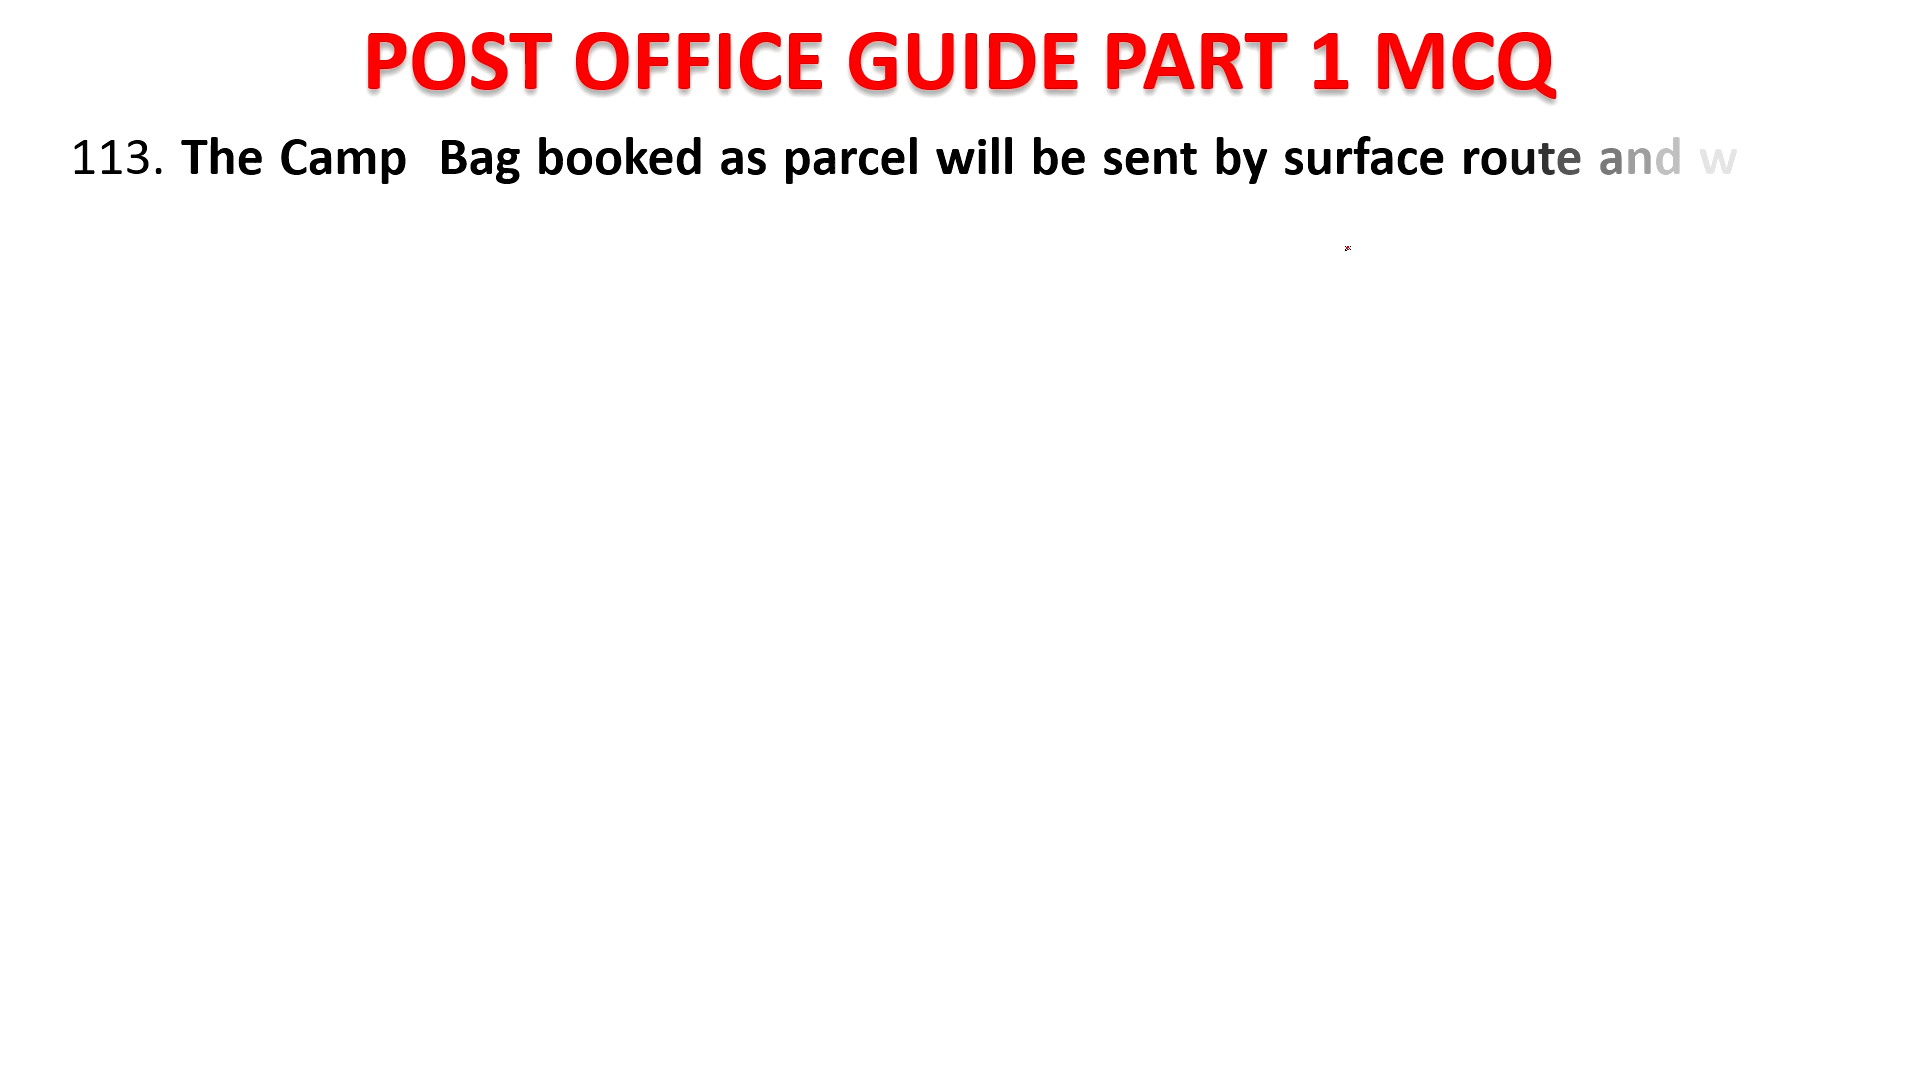 POST OFFICE GUIDE PART 1 MCQ
113. The Camp Bag booked as parcel will be sent by surface route and w